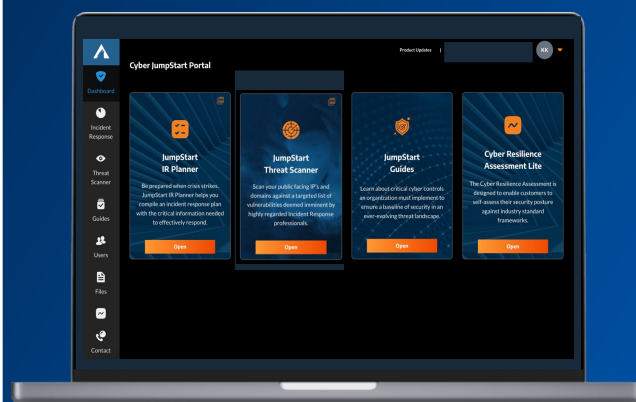 Product Updates |
KK
Cyber JumpStart Portal
Dashboard
Incident
Response
Threat
Scanner
Guides
Users
Files
Contact
JumpStart
IR Planner
Be prepared when crisis strikes.
JumpStart IR Planner helps you
compile an incident response plan
with the critical information needed
to effectively respond.
Open
JumpStart
Threat Scanner
Scan your public facing IP's and
domains against a targeted list of
vulnerabilities deemed imminent by
highly regarded Incident Response
professionals.
Open
JumpStart
Guides
Learn about critical cyber controls
an organization must implement to
ensure a baseline of security in an
ever-evolving threat landscape.
Open
Cyber Resilience
Assessment Lite
The Cyber Resilience Assessment is
designed to enable customers to
self-assess their security posture
against industry standard
frameworks.
Open